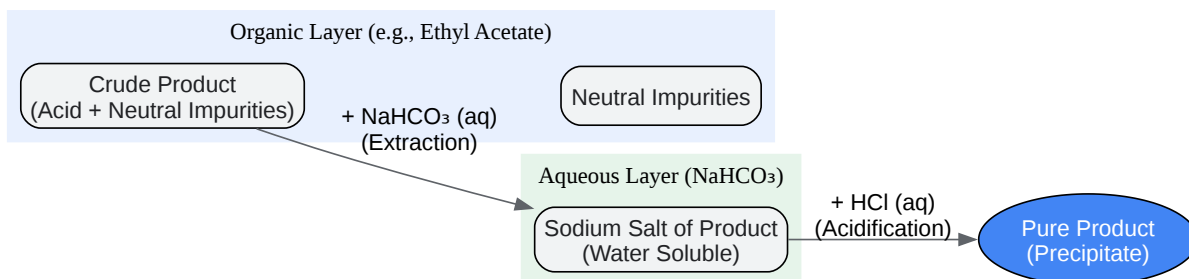 Organic Layer (e.g., Ethyl Acetate)
Crude Product
(Acid + Neutral Impurities)
Neutral Impurities
+ NaHCO₃ (aq)
(Extraction)
Aqueous Layer (NaHCO₃)
Sodium Salt of Product
(Water Soluble)
+ HCl (aq)
(Acidification)
Pure Product
(Precipitate)